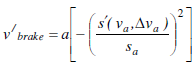 v′brake = a[−(s′(va,Δva)/sa)²]